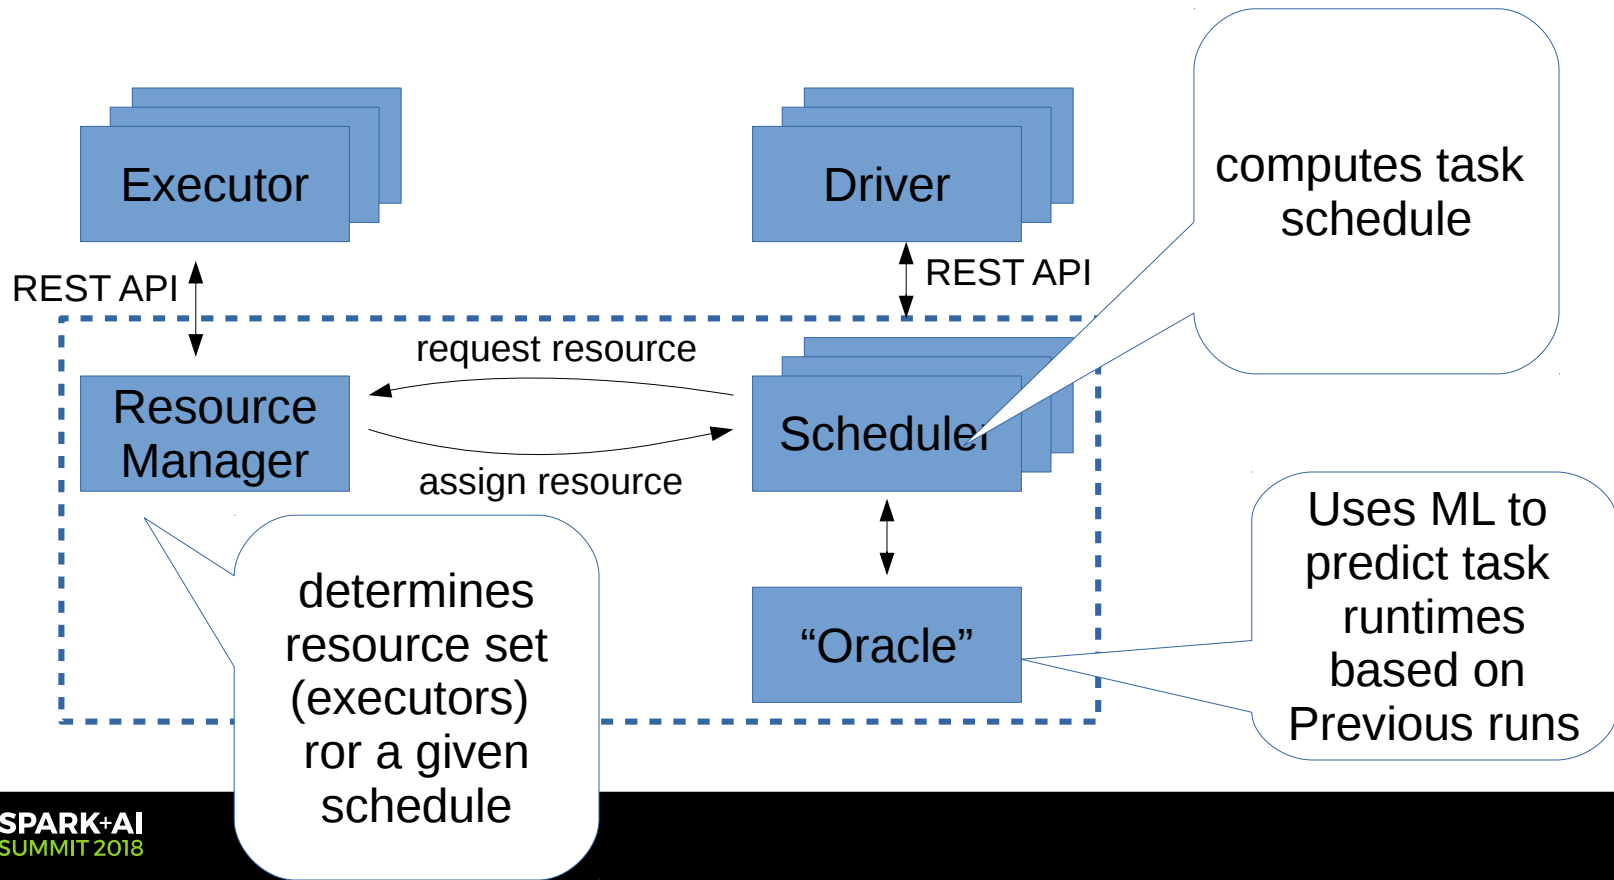 Executor
Driver
computes task
schedule
REST API
REST API
request resource
Resource
Manager
Scheduler
assign resource
determines
resource set
(executors)
ror a given
schedule
“Oracle”
Uses ML to
predict task
runtimes
based on
Previous runs
SPARK+AI
SUMMIT 2018